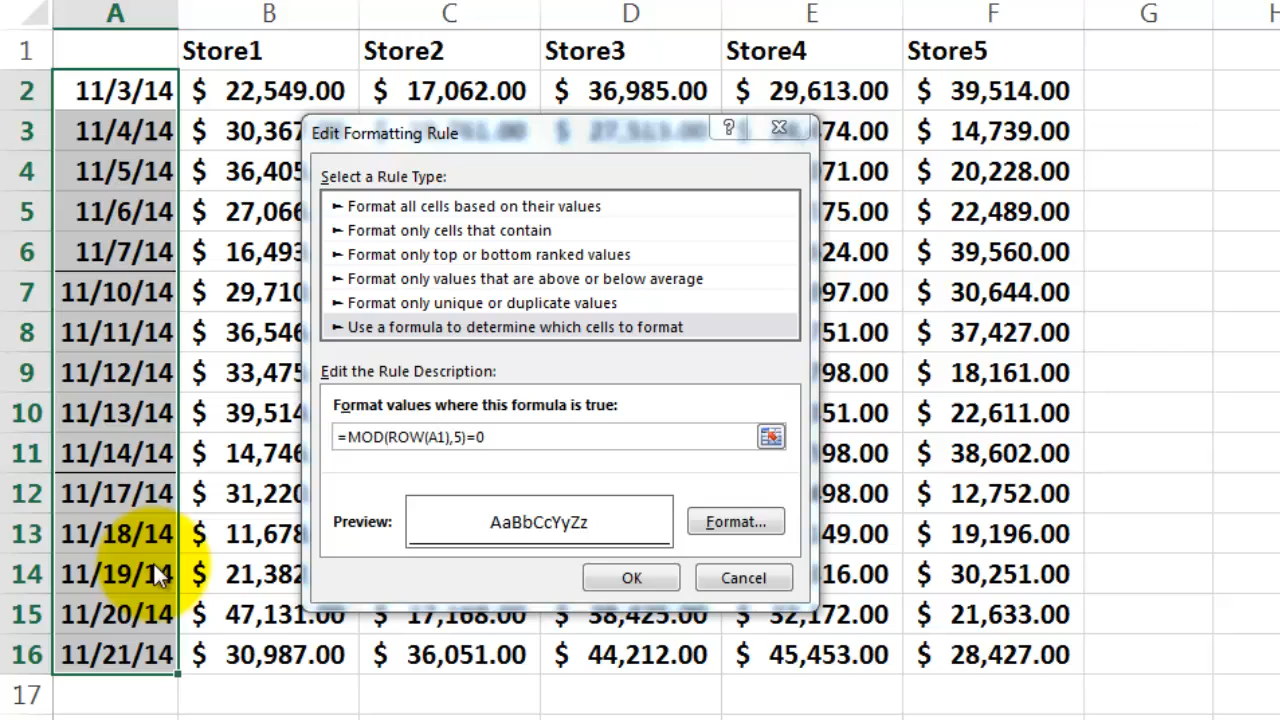 A B C D E F G H
1 Store1 Store2 Store3 Store4 Store5
2 11/3/14 $ 22,549.00 $ 17,062.00 $ 36,985.00 $ 29,613.00 $ 39,514.00
3 11/4/14 $ 30,367 474.00 $ 14,739.00
Edit Formatting Rule
4 11/5/14 $ 36,405 71.00 $ 20,228.00
Select a Rule Type:
5 11/6/14 $ 27,066 75.00 $ 22,489.00
► Format all cells based on their values
► Format only cells that contain
6 11/7/14 $ 16,493 24.00 $ 39,560.00
► Format only top or bottom ranked values
► Format only values that are above or below average
7 11/10/14 $ 29,710 97.00 $ 30,644.00
► Format only unique or duplicate values
8 11/11/14 $ 36,546 51.00 $ 37,427.00
► Use a formula to determine which cells to format
9 11/12/14 $ 33,475 98.00 $ 18,161.00
Edit the Rule Description:
10 11/13/14 $ 39,514 51.00 $ 22,611.00
Format values where this formula is true:
11 11/14/14 $ 14,746 98.00 $ 38,602.00
=MOD(ROW(A1),5)=0
12 11/17/14 $ 31,220 98.00 $ 12,752.00
13 11/18/14 $ 11,678 49.00 $ 19,196.00
Preview: AaBbCcYyZz Format...
14 11/19/14 $ 21,382 16.00 $ 30,251.00
OK Cancel
15 11/20/14 $ 47,131.00 $ 17,168.00 $ 38,425.00 $ 32,172.00 $ 21,633.00
16 11/21/14 $ 30,987.00 $ 36,051.00 $ 44,212.00 $ 45,453.00 $ 28,427.00
17